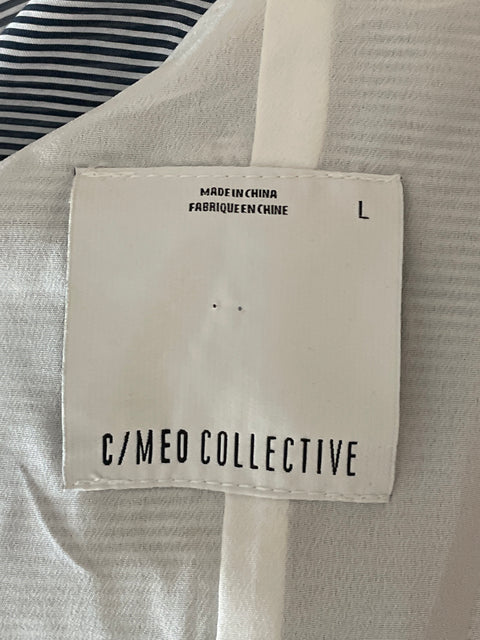 MADE IN CHINA
FABRIQUE EN CHINE
L
C/MEO COLLECTIVE